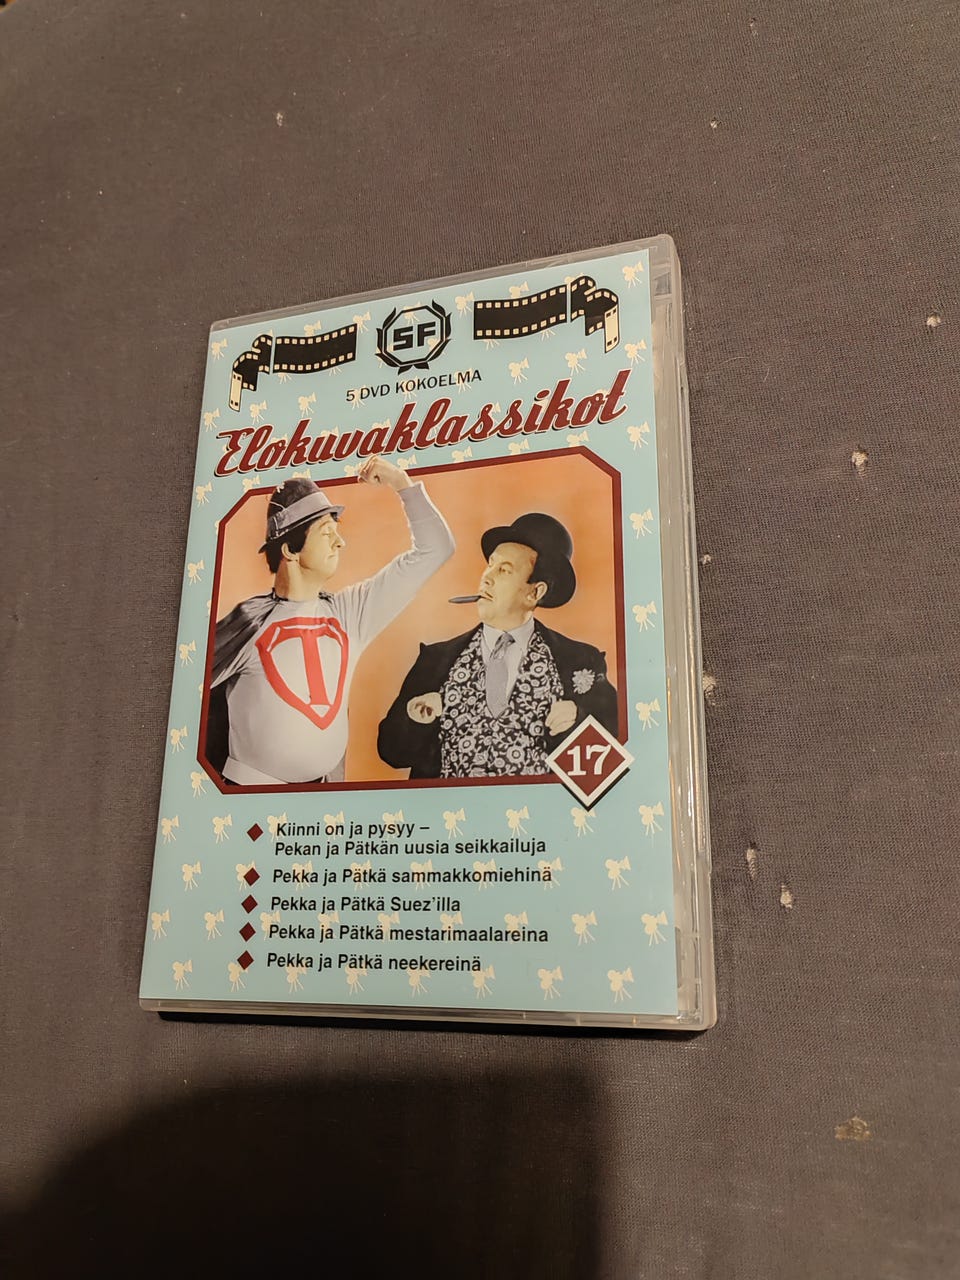 SF
5 DVD KOKOELMA
Elokuvaklassikot
T
17
Kiinni on ja pysyy –
Pekan ja Pätkän uusia seikkailuja
Pekka ja Pätkä sammakkomiehinä
Pekka ja Pätkä Suez'illa
Pekka ja Pätkä mestarimaalareina
Pekka ja Pätkä neekereinä